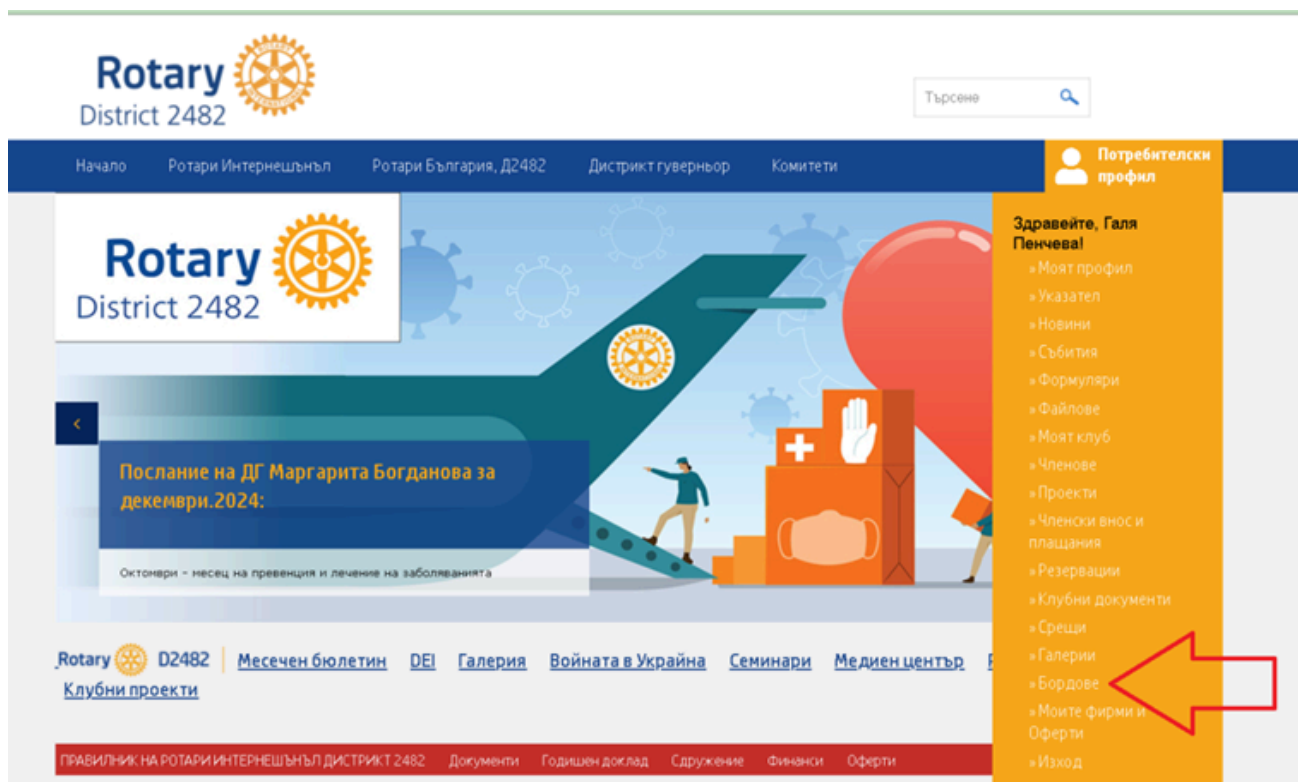 Rotary
District 2482
ROTARY
INTERNATIONAL
Търсене
Начало Ротари Интернешънъл Ротари България, Д2482 Дистрикт гуверньор Комитети
Потребителски
профил
Rotary
District 2482
Послание на ДГ Маргарита Богданова за
декември.2024:
Октомври - месец на превенция и лечение на заболяванията
Здравейте, Галя
Пенчева!
» Моят профил
» Указател
» Новини
» Събития
» Формуляри
» Файлове
» Моят клуб
» Членове
» Проекти
» Членски внос и
плащания
» Резервации
» Клубни документи
» Срещи
» Галерии
» Бордове
» Моите фирми и
Оферти
» Изход
Rotary D2482 Месечен бюлетин DEI Галерия Войната в Украйна Семинари Медиен център
Клубни проекти
ПРАВИЛНИК НА РОТАРИ ИНТЕРНЕШЪНЪЛ ДИСТРИКТ 2482 Документи Годишен доклад Сдружение Финанси Оферти